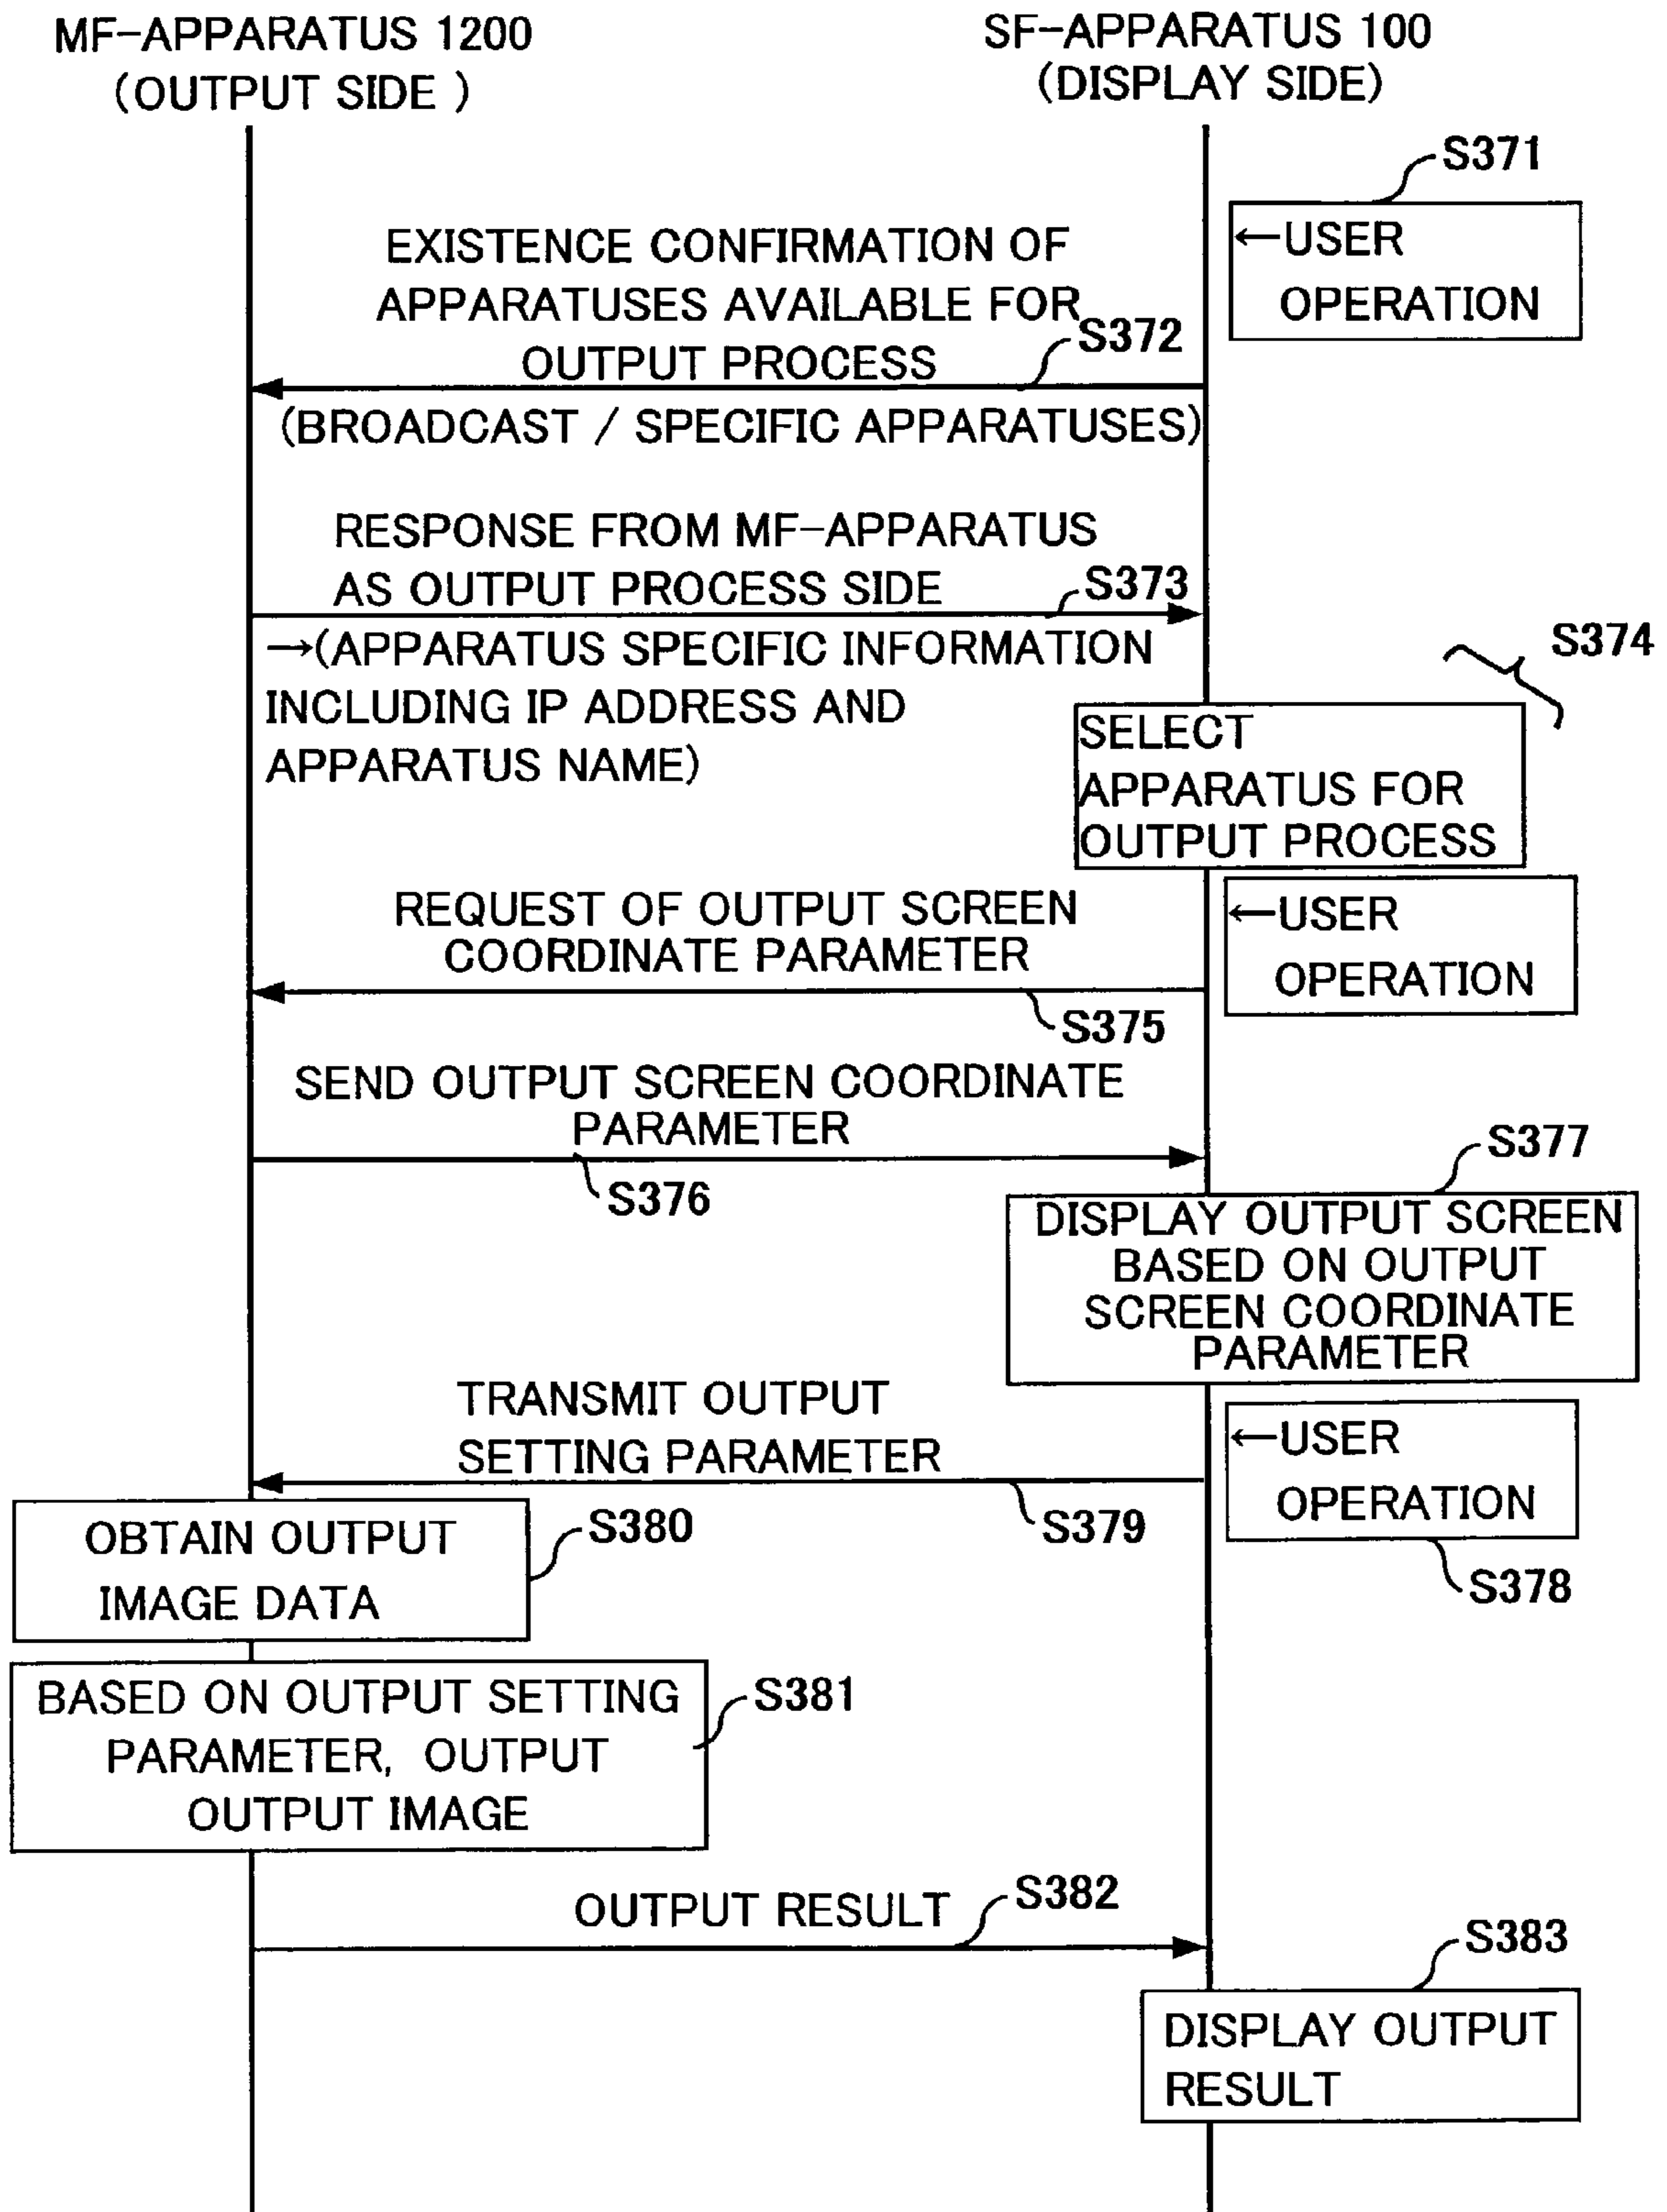 MF-APPARATUS 1200
(OUTPUT SIDE )
SF-APPARATUS 100
(DISPLAY SIDE)
S371
←USER
OPERATION
EXISTENCE CONFIRMATION OF
APPARATUSES AVAILABLE FOR
OUTPUT PROCESS
S372
(BROADCAST / SPECIFIC APPARATUSES)
RESPONSE FROM MF-APPARATUS
AS OUTPUT PROCESS SIDE
S373
→(APPARATUS SPECIFIC INFORMATION
INCLUDING IP ADDRESS AND
APPARATUS NAME)
S374
SELECT
APPARATUS FOR
OUTPUT PROCESS
←USER
OPERATION
REQUEST OF OUTPUT SCREEN
COORDINATE PARAMETER
S375
SEND OUTPUT SCREEN COORDINATE
PARAMETER
S376
S377
DISPLAY OUTPUT SCREEN
BASED ON OUTPUT
SCREEN COORDINATE
PARAMETER
←USER
OPERATION
S378
TRANSMIT OUTPUT
SETTING PARAMETER
S379
OBTAIN OUTPUT
IMAGE DATA
S380
BASED ON OUTPUT SETTING
PARAMETER, OUTPUT
OUTPUT IMAGE
S381
OUTPUT RESULT
S382
S383
DISPLAY OUTPUT
RESULT